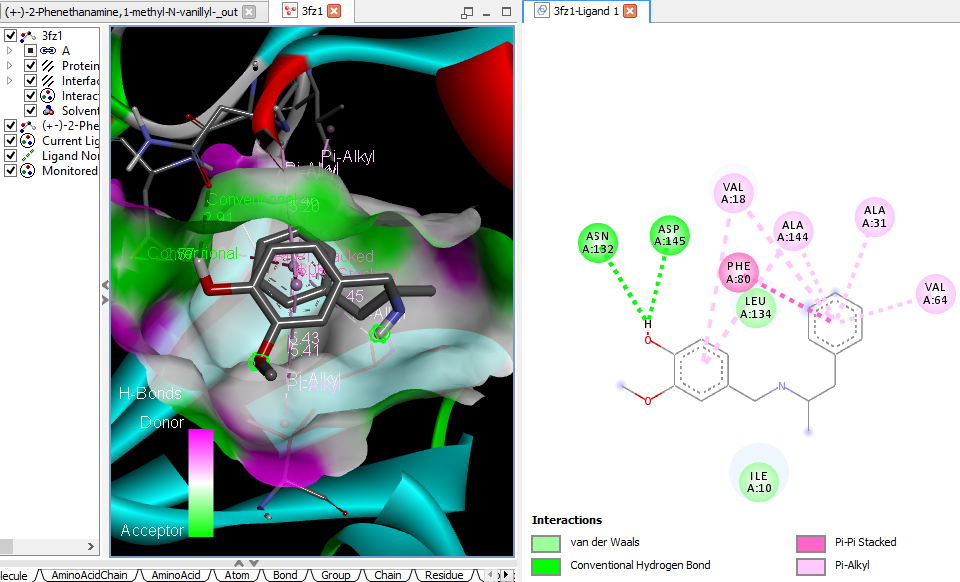 (+-)-2-Phenethanamine,1-methyl-N-vanillyl-_out
3fz1
3fz1-Ligand 1
3fz1
A
Protein
Interfa
Interac
Solven
(+-)-2-Phe
Current Lig
Ligand Nor
Monitored
Pi-Alkyl
Pi-Alkyl
Conventional
2.91
5.20
Conventional
Stacked
45
5.43
5.41
Pi-Alkyl
H-Bonds
Donor
Acceptor
VAL
A:18
ALA
A:31
ASP
A:145
ALA
A:144
ASN
A:132
PHE
A:80
VAL
A:64
LEU
A:134
H
O
N
O
ILE
A:10
Interactions
van der Waals
Pi-Pi Stacked
Conventional Hydrogen Bond
Pi-Alkyl
lecule
AminoAcidChain
AminoAcid
Atom
Bond
Group
Chain
Residue